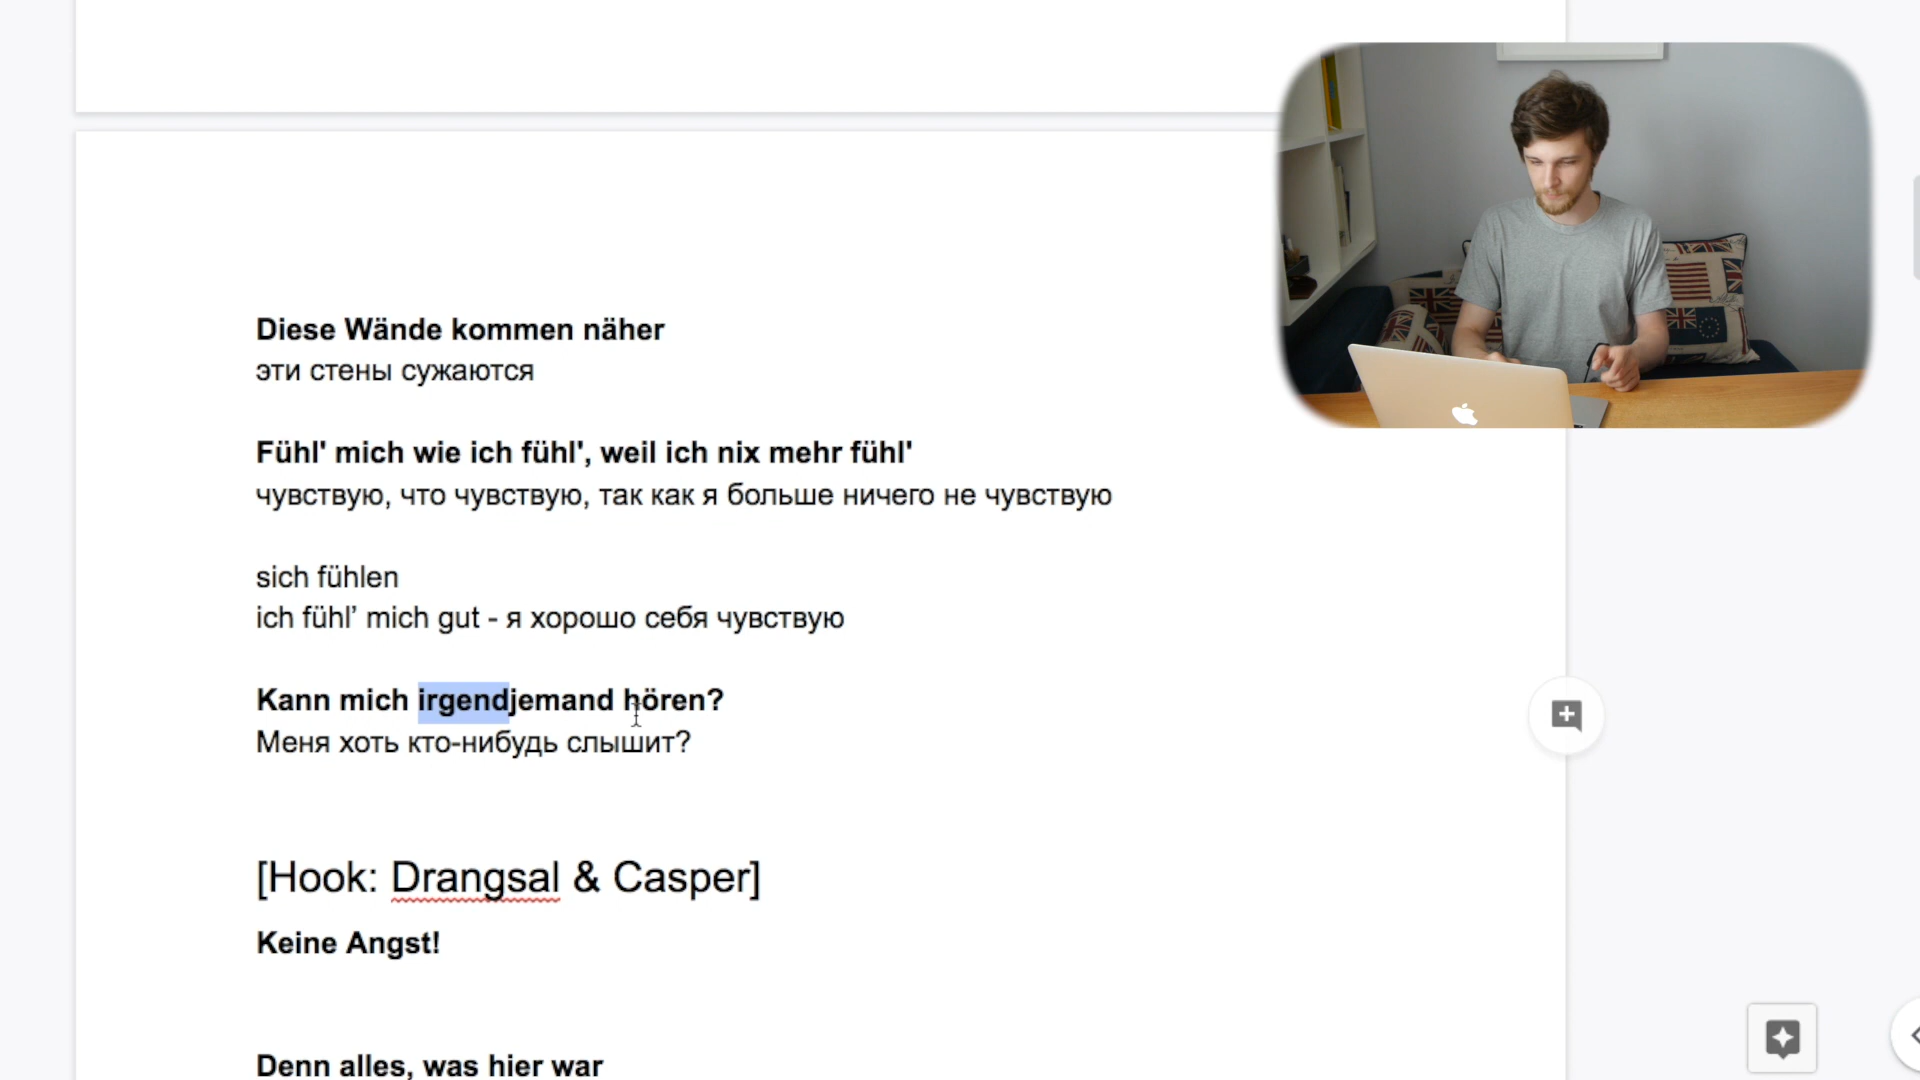 Diese Wände kommen näher
эти стены сужаются
Fühl' mich wie ich fühl', weil ich nix mehr fühl'
чувствую, что чувствую, так как я больше ничего не чувствую
sich fühlen
ich fühl’ mich gut - я хорошо себя чувствую
Kann mich irgendjemand hören?
Меня хоть кто-нибудь слышит?
[Hook: Drangsal & Casper]
Keine Angst!
Denn alles, was hier war